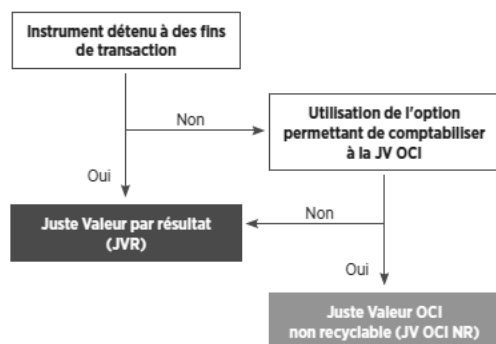 Instrument détenu à des fins
de transaction
Non
Utilisation de l'option
permettant de comptabiliser
à la JV OCI
Oui
Juste Valeur par résultat
(JVR)
Non
Oui
Juste Valeur OCI
non recyclable (JV OCI NR)